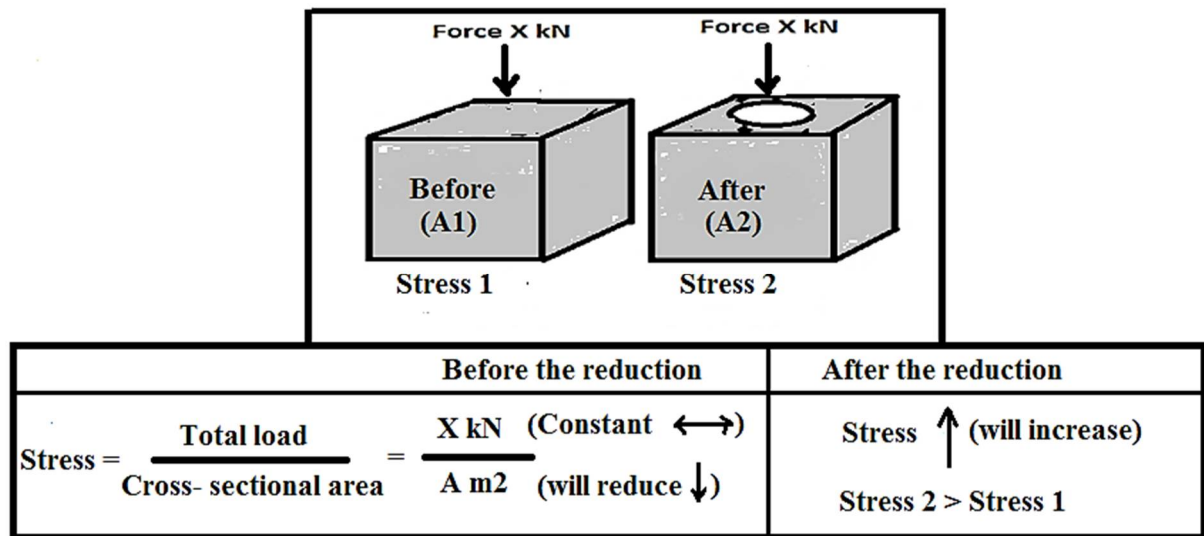 Force X kN
Force X kN
Before
(A1)
After
(A2)
Stress 1
Stress 2
Before the reduction
After the reduction
Stress = Total load / Cross- sectional area = X kN (Constant ↔) / A m2 (will reduce ↓)
Stress ↑ (will increase)
Stress 2 > Stress 1